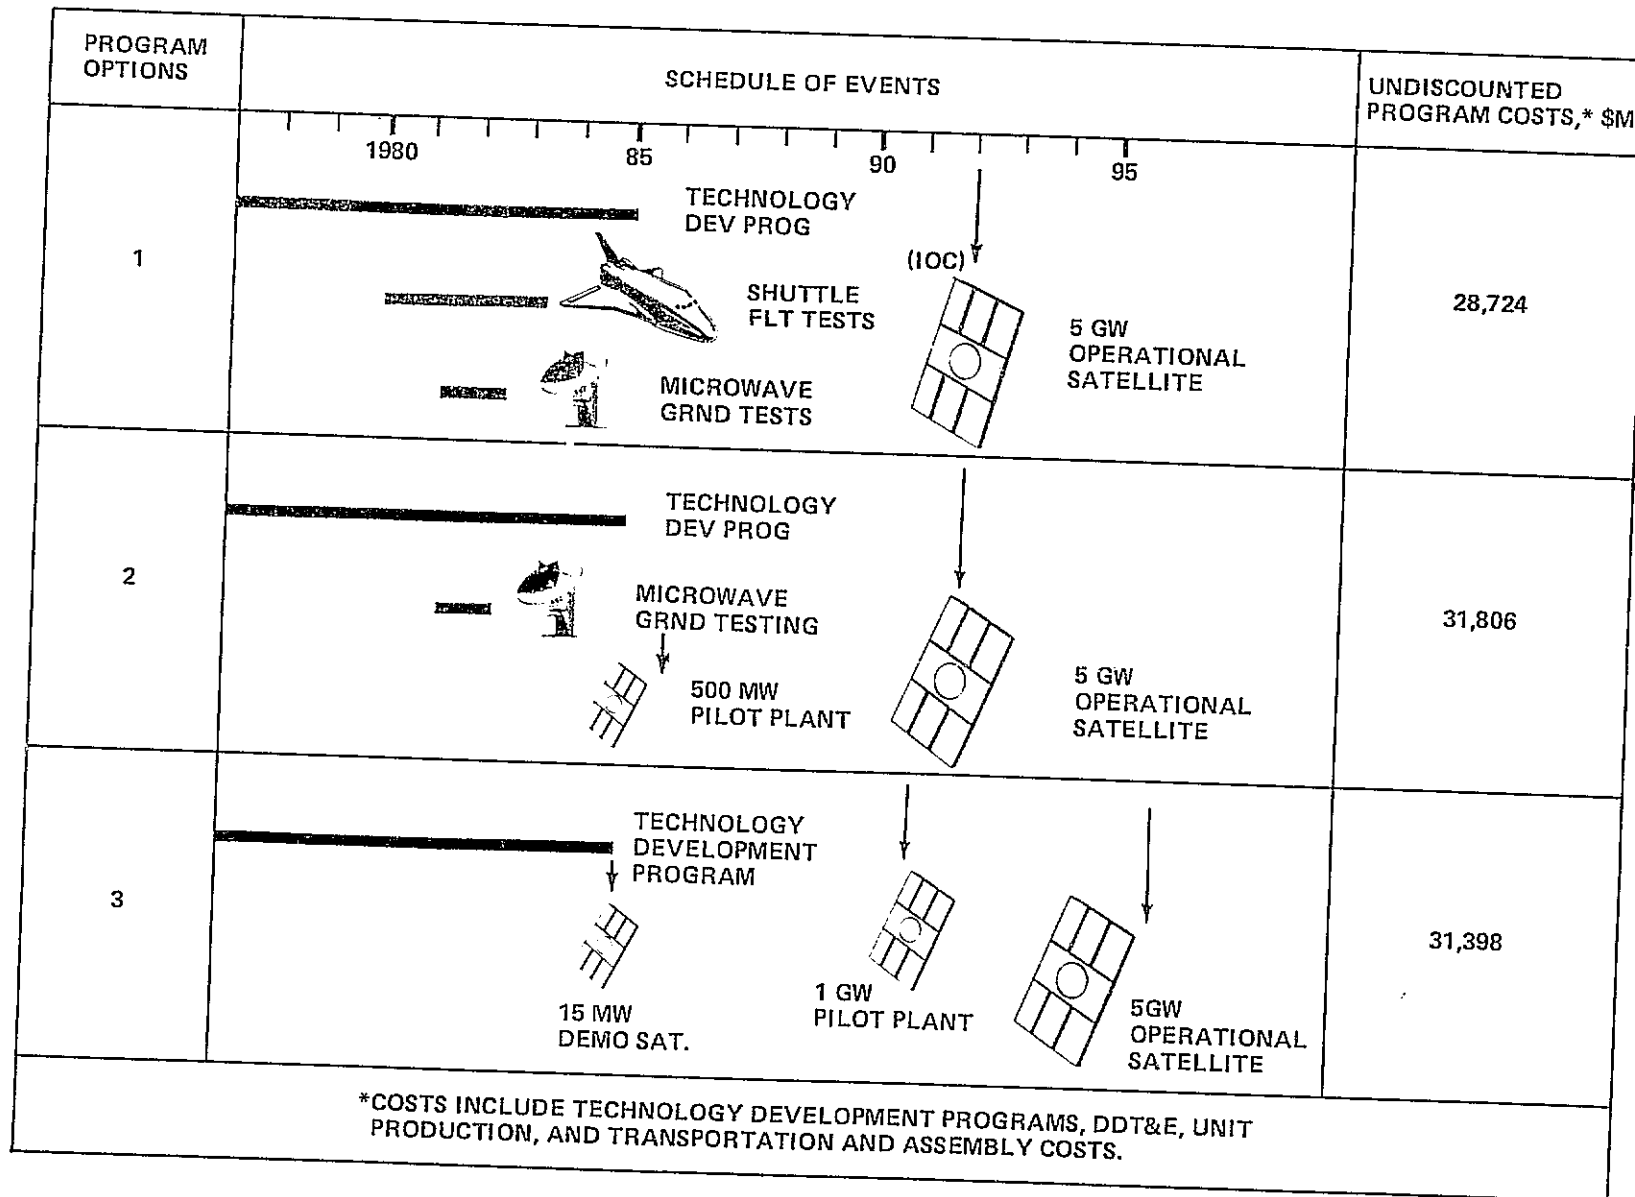 PROGRAM
OPTIONS
SCHEDULE OF EVENTS
UNDISCOUNTED
PROGRAM COSTS,* $M
1980
85
90
95
1
TECHNOLOGY
DEV PROG
SHUTTLE
FLT TESTS
MICROWAVE
GRND TESTS
(IOC)
5 GW
OPERATIONAL
SATELLITE
28,724
2
TECHNOLOGY
DEV PROG
MICROWAVE
GRND TESTING
500 MW
PILOT PLANT
5 GW
OPERATIONAL
SATELLITE
31,806
3
TECHNOLOGY
DEVELOPMENT
PROGRAM
15 MW
DEMO SAT.
1 GW
PILOT PLANT
5GW
OPERATIONAL
SATELLITE
31,398
*COSTS INCLUDE TECHNOLOGY DEVELOPMENT PROGRAMS, DDT&E, UNIT
PRODUCTION, AND TRANSPORTATION AND ASSEMBLY COSTS.